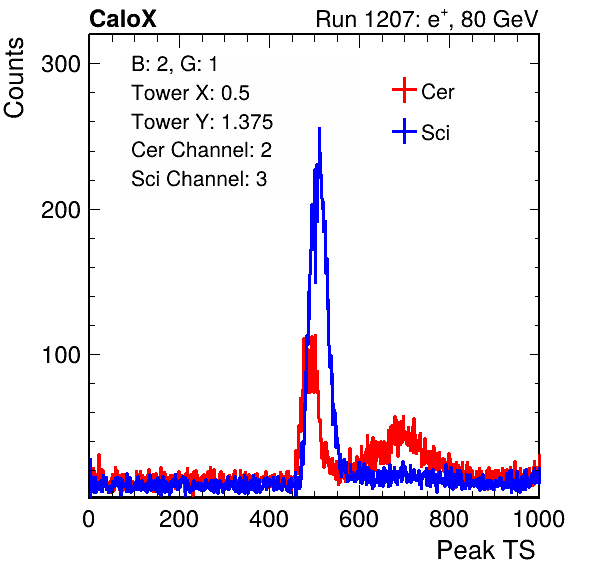 CaloX Run 1207: e+, 80 GeV
Counts
B: 2, G: 1
Tower X: 0.5
Tower Y: 1.375
Cer Channel: 2
Sci Channel: 3
Cer
Sci
300
200
100
0 200 400 600 800 1000
Peak TS